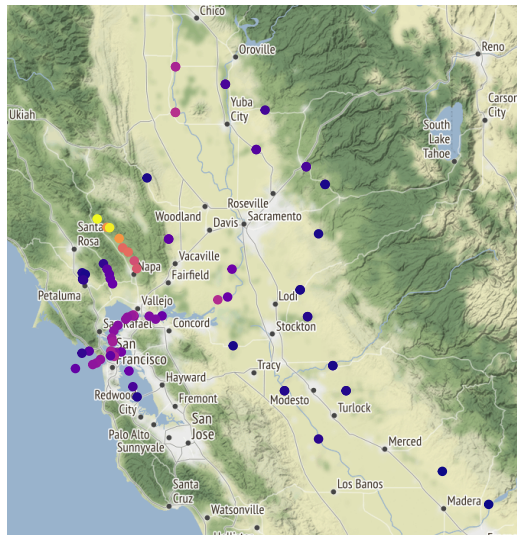 Chico
Oroville
Reno
Yuba
City
Carson
City
Ukiah
South
Lake
Tahoe
Roseville
Woodland
Sacramento
Santa
Rosa
Davis
Napa
Vacaville
Fairfield
Petaluma
Vallejo
Lodi
San Rafael
Concord
Stockton
San
Francisco
Tracy
Hayward
Redwood
City
Fremont
Modesto
Turlock
Palo Alto
San
Jose
Sunnyvale
Merced
Los Banos
Santa
Cruz
Madera
Watsonville